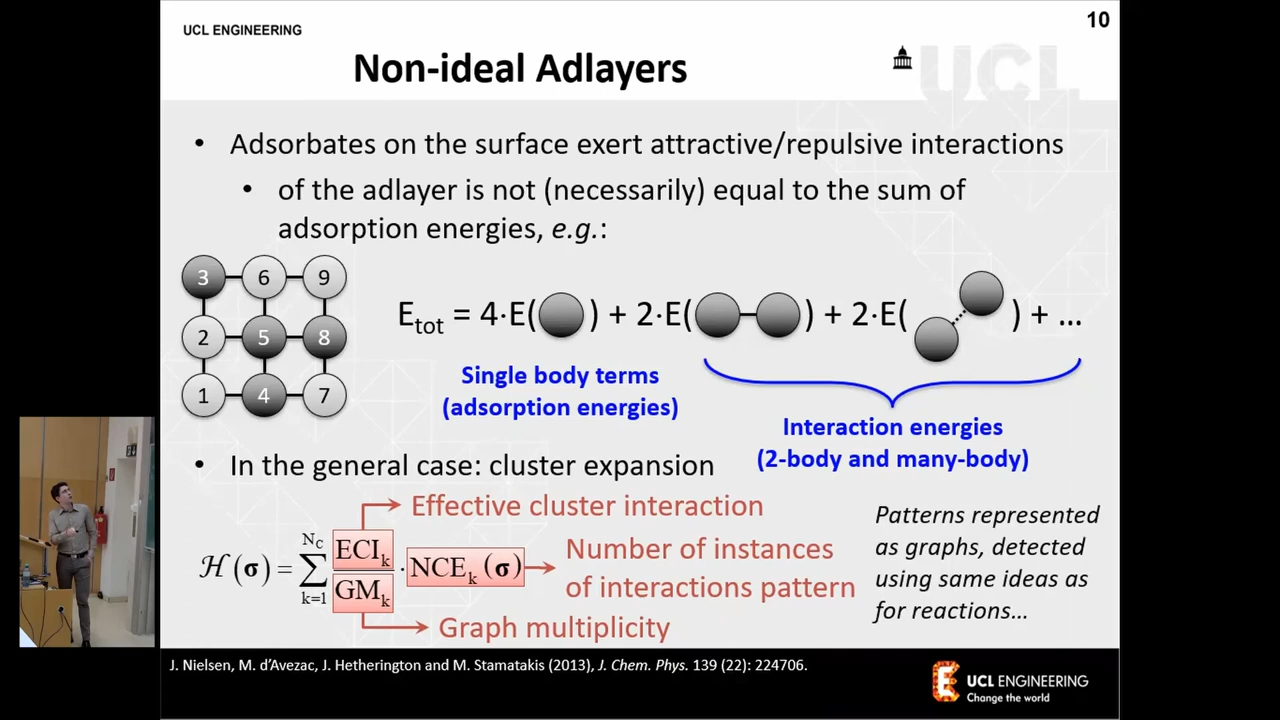 UCL ENGINEERING
10
Non-ideal Adlayers
UCL
• Adsorbates on the surface exert attractive/repulsive interactions
• of the adlayer is not (necessarily) equal to the sum of
adsorption energies, e.g.:
3 6 9
2 5 8
1 4 7
Etot = 4·E( ) + 2·E( ) + 2·E( ) + ...
Single body terms
(adsorption energies)
Interaction energies
(2-body and many-body)
• In the general case: cluster expansion
Effective cluster interaction
ℋ(σ) = ∑ k=1 NC ECIk / GMk · NCEk (σ)
Number of instances
of interactions pattern
Graph multiplicity
Patterns represented
as graphs, detected
using same ideas as
for reactions...
J. Nielsen, M. d'Avezac, J. Hetherington and M. Stamatakis (2013), J. Chem. Phys. 139 (22): 224706.
UCL ENGINEERING
Change the world